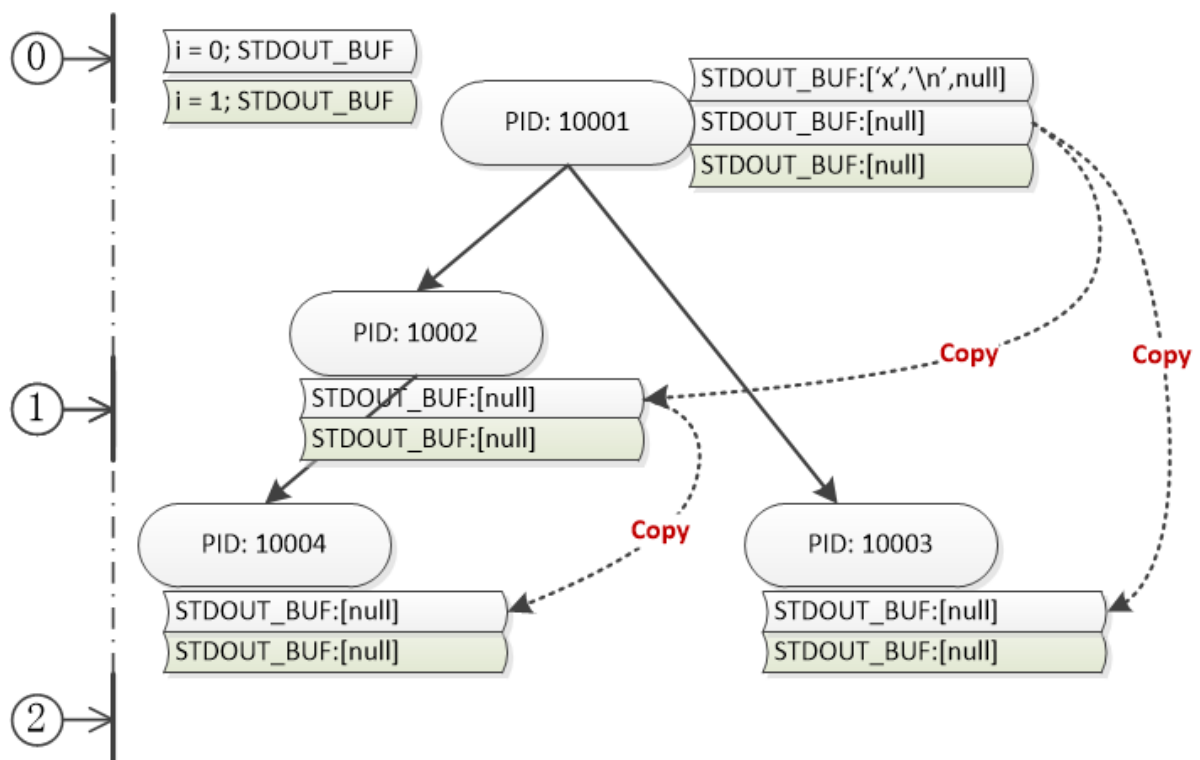 0
i = 0; STDOUT_BUF
i = 1; STDOUT_BUF
STDOUT_BUF:[‘x’,’\n’,null]
PID: 10001
STDOUT_BUF:[null]
STDOUT_BUF:[null]
PID: 10002
Copy
Copy
1
STDOUT_BUF:[null]
STDOUT_BUF:[null]
Copy
PID: 10004
PID: 10003
STDOUT_BUF:[null]
STDOUT_BUF:[null]
STDOUT_BUF:[null]
STDOUT_BUF:[null]
2